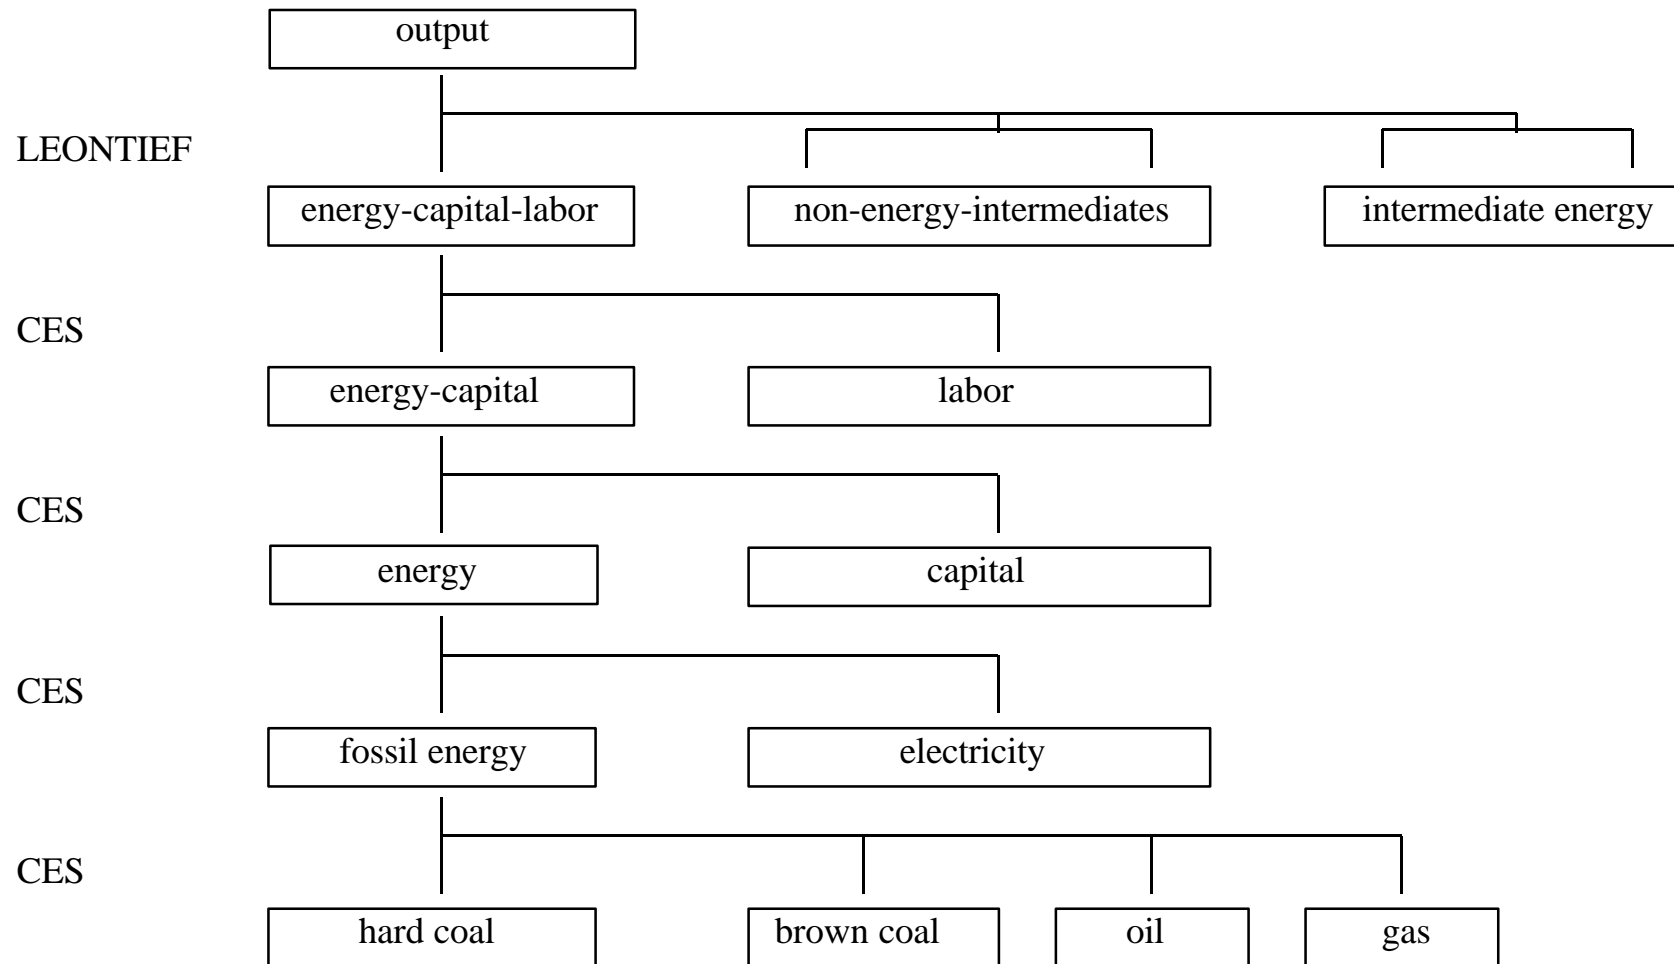 output
LEONTIEF
energy-capital-labor non-energy-intermediates intermediate energy
CES
energy-capital labor
CES
energy capital
CES
fossil energy electricity
CES
hard coal brown coal oil gas